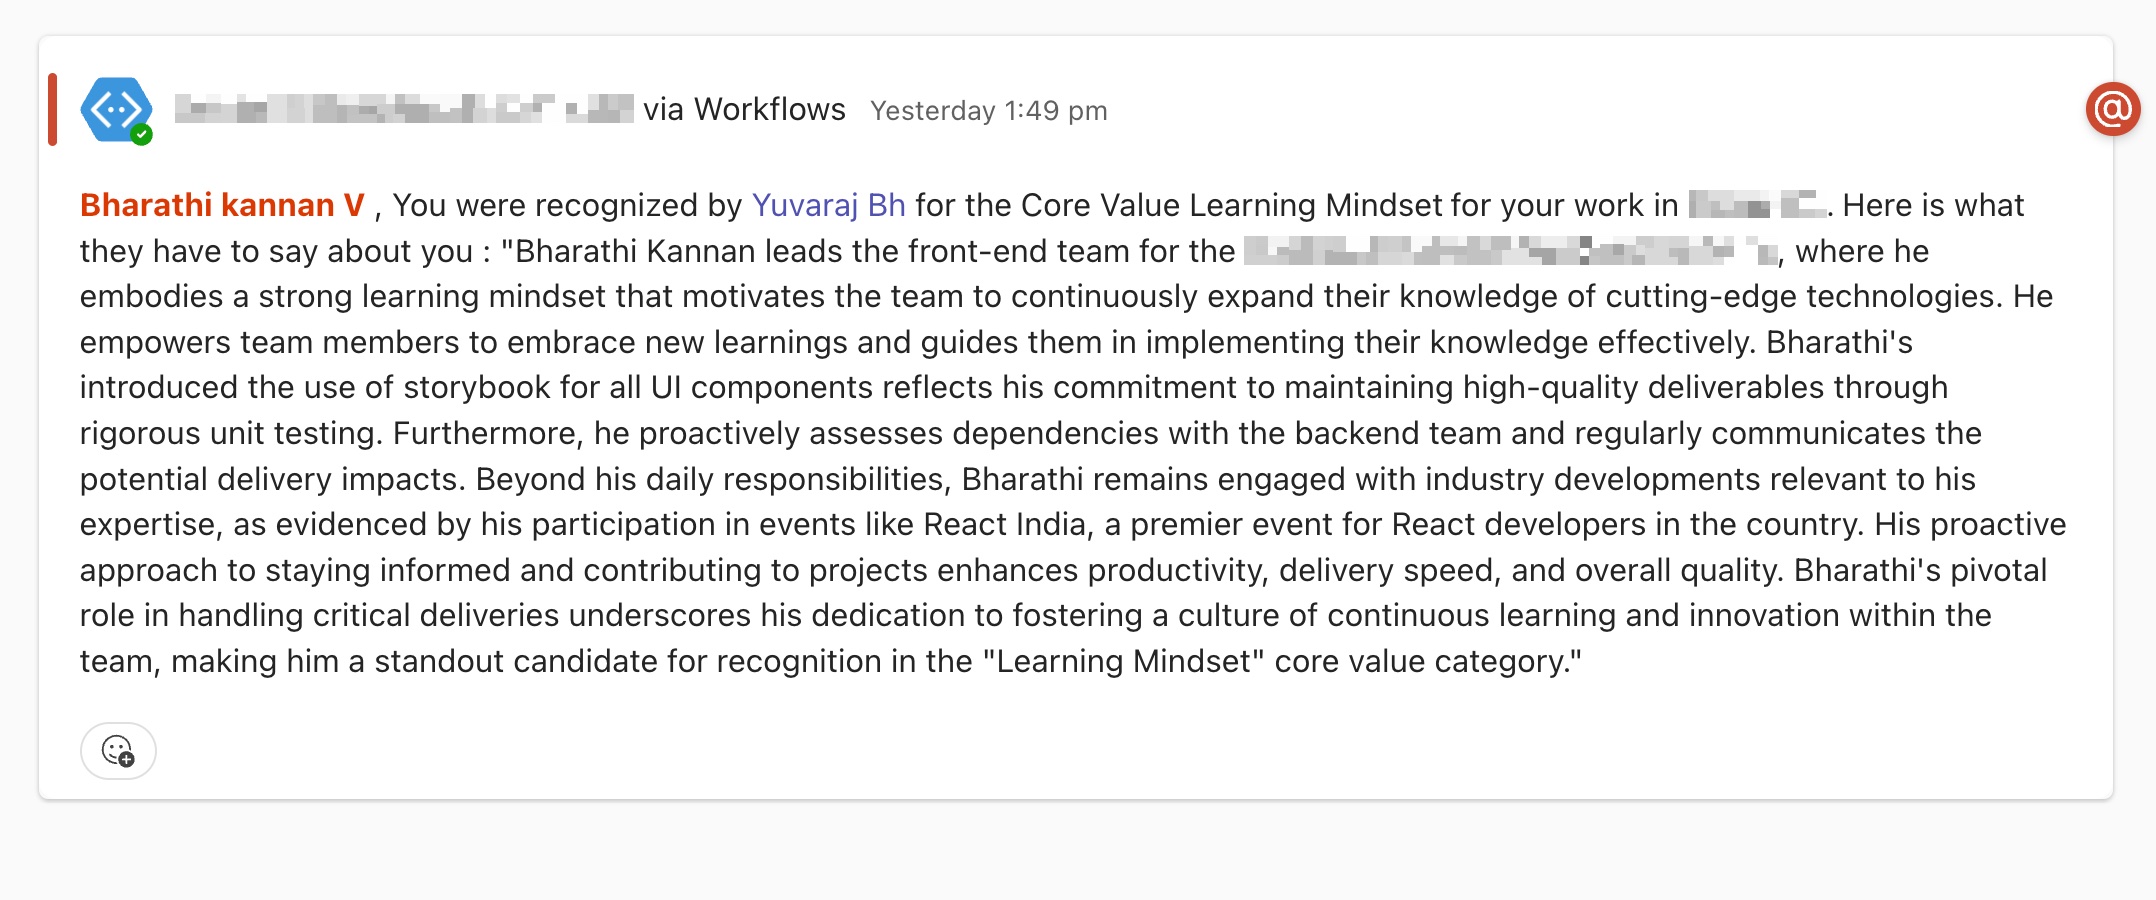 via Workflows Yesterday 1:49 pm
@
Bharathi kannan V , You were recognized by Yuvaraj Bh for the Core Value Learning Mindset for your work in . Here is what
they have to say about you : "Bharathi Kannan leads the front-end team for the , where he
embodies a strong learning mindset that motivates the team to continuously expand their knowledge of cutting-edge technologies. He
empowers team members to embrace new learnings and guides them in implementing their knowledge effectively. Bharathi's
introduced the use of storybook for all UI components reflects his commitment to maintaining high-quality deliverables through
rigorous unit testing. Furthermore, he proactively assesses dependencies with the backend team and regularly communicates the
potential delivery impacts. Beyond his daily responsibilities, Bharathi remains engaged with industry developments relevant to his
expertise, as evidenced by his participation in events like React India, a premier event for React developers in the country. His proactive
approach to staying informed and contributing to projects enhances productivity, delivery speed, and overall quality. Bharathi's pivotal
role in handling critical deliveries underscores his dedication to fostering a culture of continuous learning and innovation within the
team, making him a standout candidate for recognition in the "Learning Mindset" core value category."